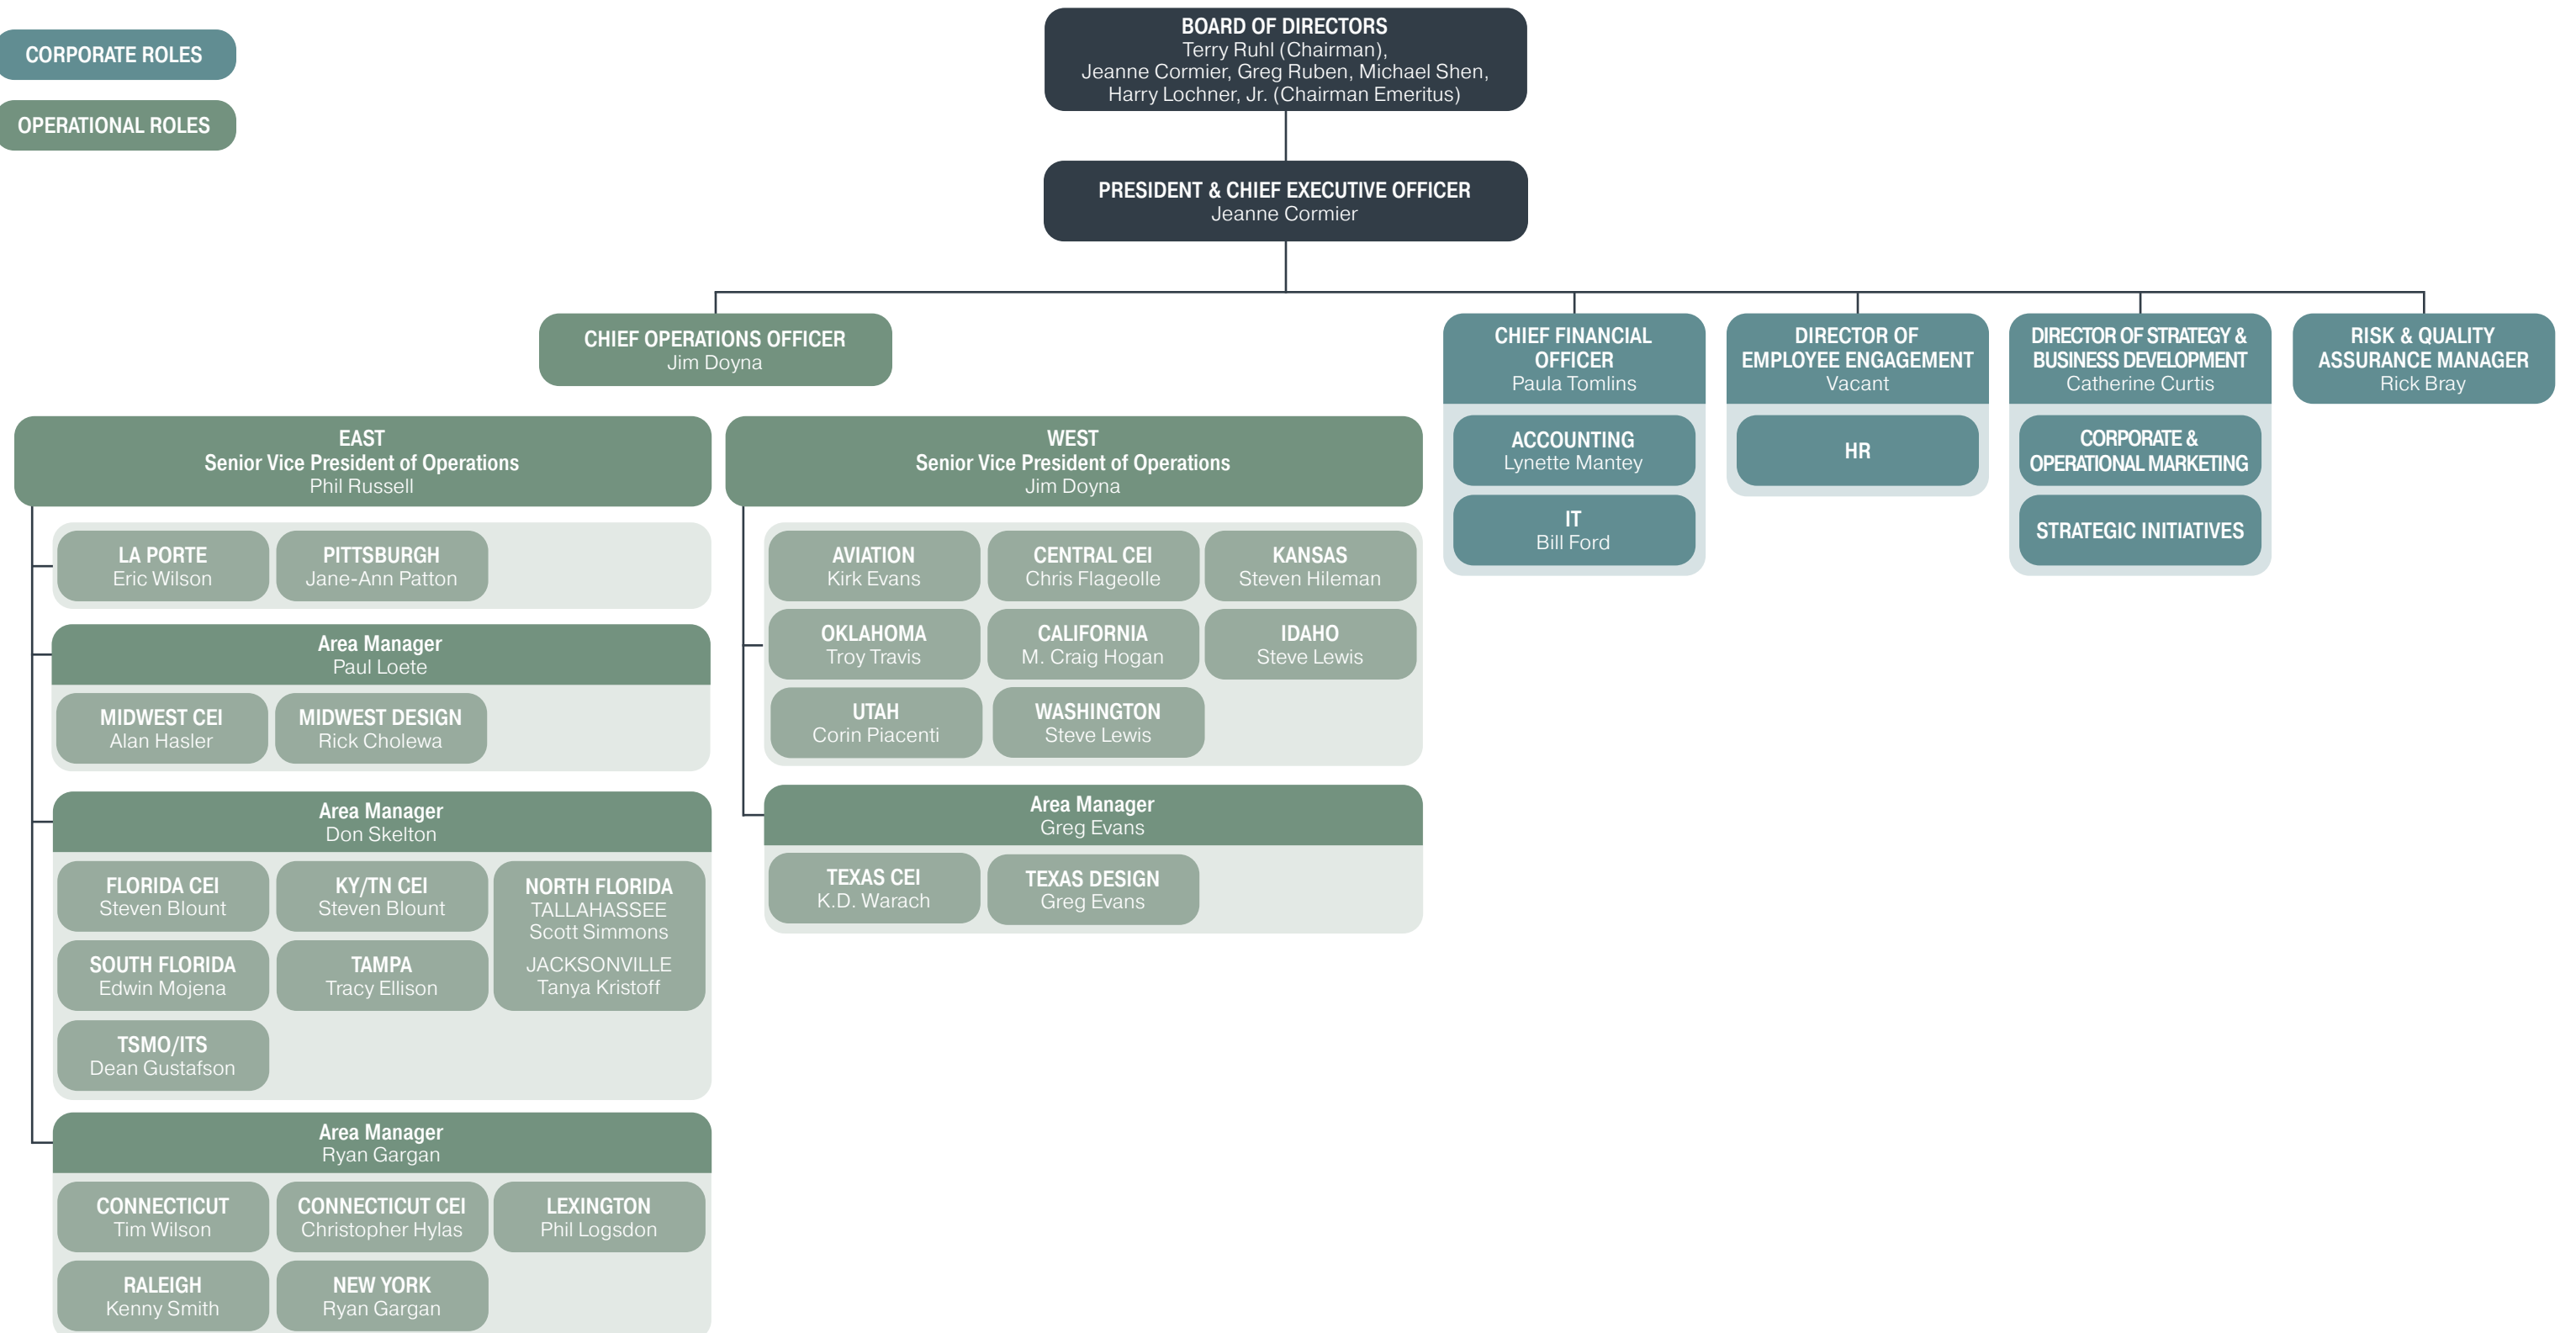 CORPORATE ROLES
OPERATIONAL ROLES
BOARD OF DIRECTORS
Terry Ruhl (Chairman),
Jeanne Cormier, Greg Ruben, Michael Shen,
Harry Lochner, Jr. (Chairman Emeritus)
PRESIDENT & CHIEF EXECUTIVE OFFICER
Jeanne Cormier
CHIEF OPERATIONS OFFICER
Jim Doyna
EAST
Senior Vice President of Operations
Phil Russell
LA PORTE
Eric Wilson
PITTSBURGH
Jane-Ann Patton
Area Manager
Paul Loete
MIDWEST CEI
Alan Hasler
MIDWEST DESIGN
Rick Cholewa
Area Manager
Don Skelton
FLORIDA CEI
Steven Blount
KY/TN CEI
Steven Blount
NORTH FLORIDA
TALLAHASSEE
Scott Simmons
JACKSONVILLE
Tanya Kristoff
SOUTH FLORIDA
Edwin Mojena
TAMPA
Tracy Ellison
TSMO/ITS
Dean Gustafson
Area Manager
Ryan Gargan
CONNECTICUT
Tim Wilson
CONNECTICUT CEI
Christopher Hylas
LEXINGTON
Phil Logsdon
RALEIGH
Kenny Smith
NEW YORK
Ryan Gargan
WEST
Senior Vice President of Operations
Jim Doyna
AVIATION
Kirk Evans
CENTRAL CEI
Chris Flageolle
KANSAS
Steven Hileman
OKLAHOMA
Troy Travis
CALIFORNIA
M. Craig Hogan
IDAHO
Steve Lewis
UTAH
Corin Piacenti
WASHINGTON
Steve Lewis
Area Manager
Greg Evans
TEXAS CEI
K.D. Warach
TEXAS DESIGN
Greg Evans
CHIEF FINANCIAL
OFFICER
Paula Tomlins
ACCOUNTING
Lynette Mantey
IT
Bill Ford
DIRECTOR OF
EMPLOYEE ENGAGEMENT
Vacant
HR
DIRECTOR OF STRATEGY &
BUSINESS DEVELOPMENT
Catherine Curtis
CORPORATE &
OPERATIONAL MARKETING
STRATEGIC INITIATIVES
RISK & QUALITY
ASSURANCE MANAGER
Rick Bray